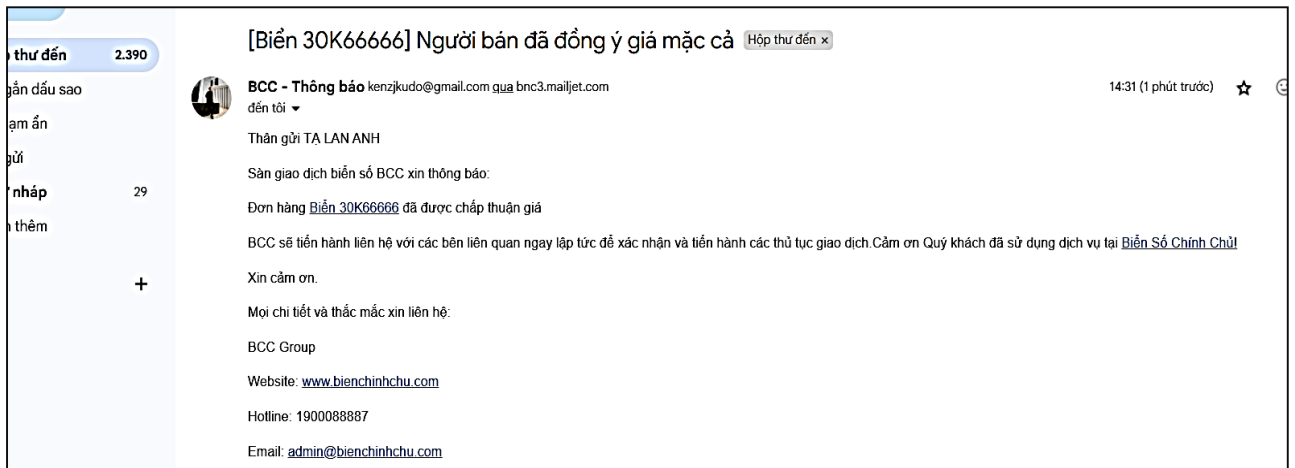 [Biển 30K66666] Người bán đã đồng ý giá mặc cả Hộp thư đến ×
thư đến 2.390
BCC - Thông báo kenzjkudo@gmail.com qua bnc3.mailjet.com 14:31 (1 phút trước)
gắn dấu sao
đến tôi
ạm ẩn
Thân gửi TẠ LAN ANH
gửi
Sàn giao dịch biển số BCC xin thông báo:
nháp 29
Đơn hàng Biển 30K66666 đã được chấp thuận giá
thêm
BCC sẽ tiến hành liên hệ với các bên liên quan ngay lập tức để xác nhận và tiến hành các thủ tục giao dịch.Cảm ơn Quý khách đã sử dụng dịch vụ tại Biển Số Chính Chủ!
+
Xin cảm ơn.
Mọi chi tiết và thắc mắc xin liên hệ:
BCC Group
Website: www.bienchinhchu.com
Hotline: 1900088887
Email: admin@bienchinhchu.com